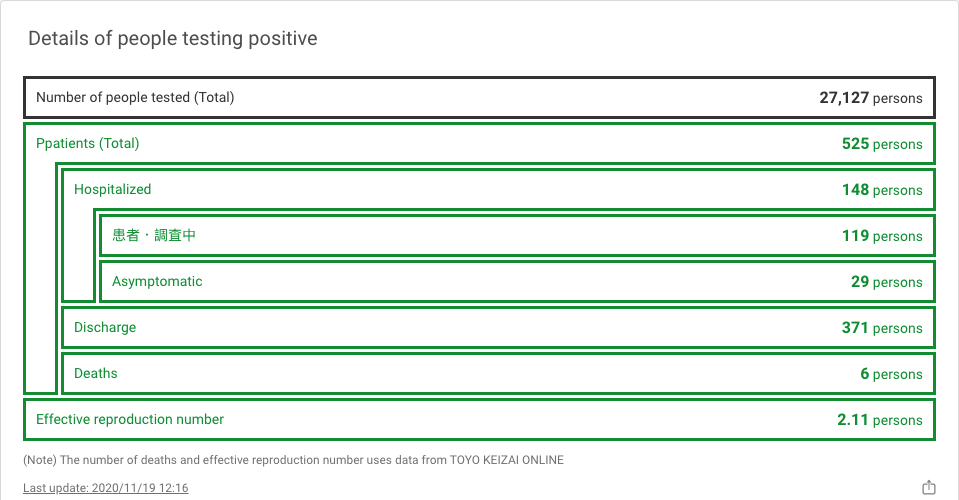 Details of people testing positive
Number of people tested (Total) 27,127 persons
Ppatients (Total) 525 persons
Hospitalized 148 persons
患者・調査中 119 persons
Asymptomatic 29 persons
Discharge 371 persons
Deaths 6 persons
Effective reproduction number 2.11 persons
(Note) The number of deaths and effective reproduction number uses data from TOYO KEIZAI ONLINE
Last update: 2020/11/19 12:16